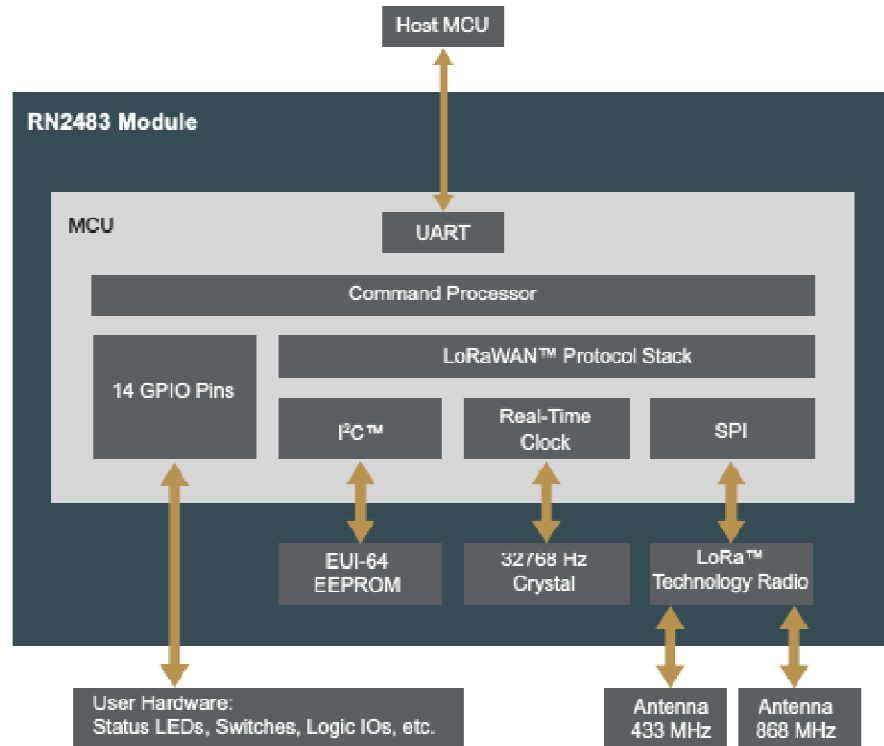 Host MCU
RN2483 Module
MCU
UART
Command Processor
14 GPIO Pins
LoRaWAN™ Protocol Stack
I²C™
Real-Time
Clock
SPI
EUI-64
EEPROM
32768 Hz
Crystal
LoRa™
Technology Radio
User Hardware:
Status LEDs, Switches, Logic IOs, etc.
Antenna
433 MHz
Antenna
868 MHz